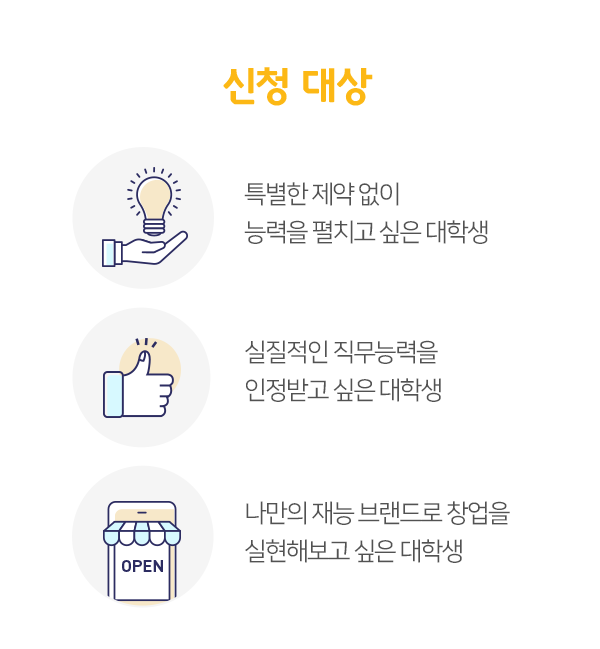 신청 대상
특별한 제약 없이
능력을 펼치고 싶은 대학생
실질적인 직무능력을
인정받고 싶은 대학생
나만의 재능 브랜드로 창업을
실현해보고 싶은 대학생
OPEN